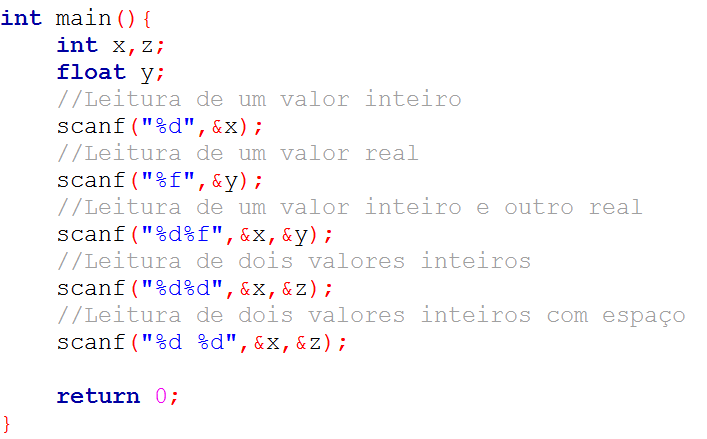 int main(){
    int x,z;
    float y;
    //Leitura de um valor inteiro
    scanf("%d",&x);
    //Leitura de um valor real
    scanf("%f",&y);
    //Leitura de um valor inteiro e outro real
    scanf("%d%f",&x,&y);
    //Leitura de dois valores inteiros
    scanf("%d%d",&x,&z);
    //Leitura de dois valores inteiros com espaço
    scanf("%d %d",&x,&z);

    return 0;
}